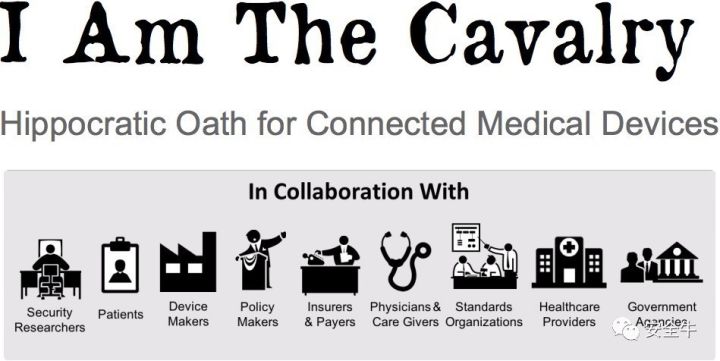 I Am The Cavalry
Hippocratic Oath for Connected Medical Devices
In Collaboration With
Security
Researchers
Patients
Device
Makers
Policy
Makers
Insurers
& Payers
Physicians &
Care Givers
Standards
Organizations
Healthcare
Providers
Government
Agencies
安全牛